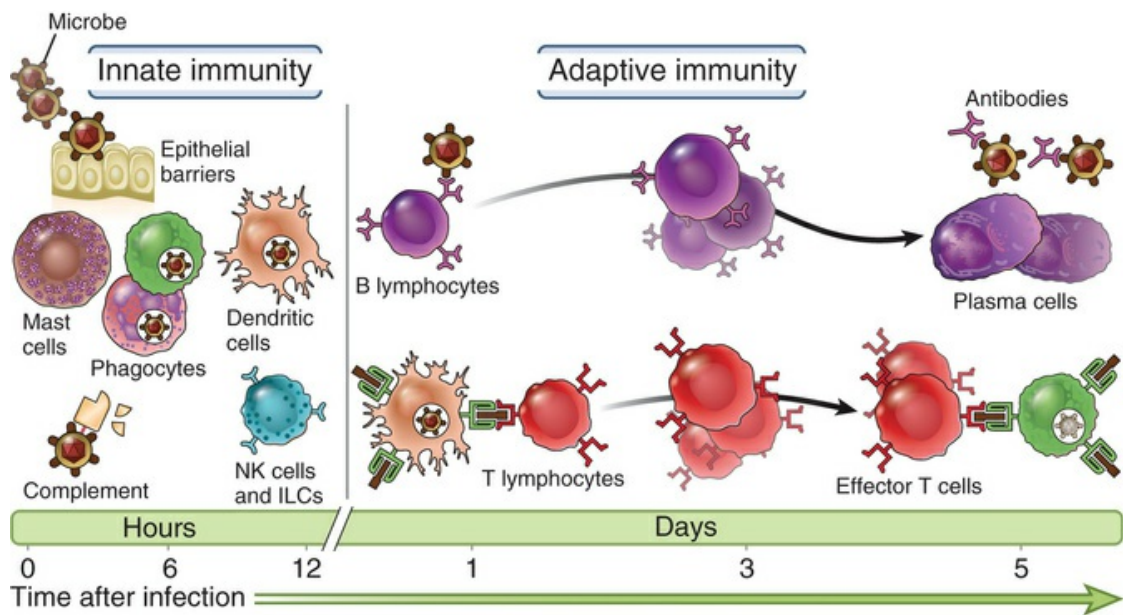 Microbe
Innate immunity
Epithelial
barriers
Mast
cells
Phagocytes
Dendritic
cells
Complement
NK cells
and ILCs
Adaptive immunity
B lymphocytes
Antibodies
Plasma cells
T lymphocytes
Effector T cells
Hours
Days
0 6 12 1 3 5
Time after infection